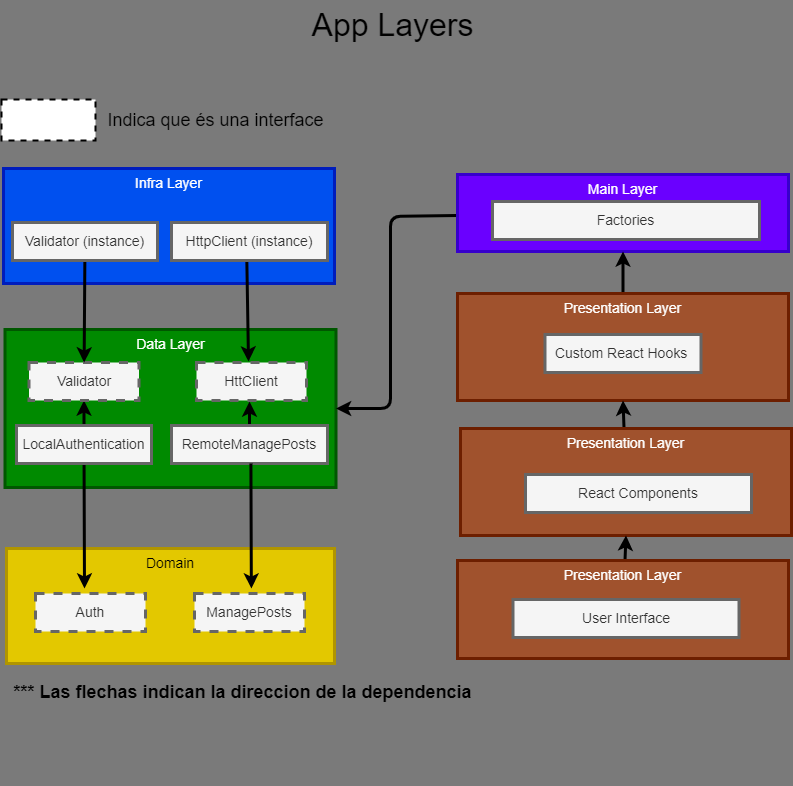 App Layers
Indica que és una interface
Infra Layer
Validator (instance)
HttpClient (instance)
Data Layer
Validator
HttClient
LocalAuthentication
RemoteManagePosts
Domain
Auth
ManagePosts
Main Layer
Factories
Presentation Layer
Custom React Hooks
Presentation Layer
React Components
Presentation Layer
User Interface
*** Las flechas indican la direccion de la dependencia